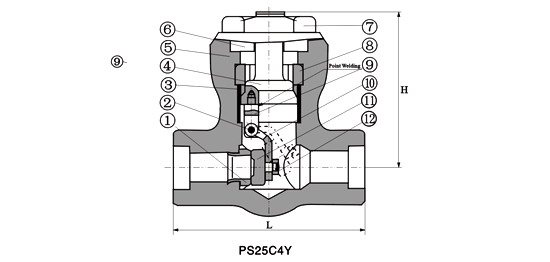 ⑥ ⑦
⑤ ⑧
⑨ ④ Point Welding ⑨
③ ⑩ H
② ⑪
① ⑫
L
PS25C4Y